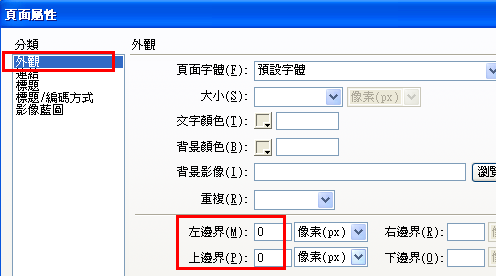 頁面屬性
分類
外觀
連結
標題
標題/編碼方式
影像藍圖
外觀
頁面字體(F): 預設字體
大小(S): 像素(px)
文字顏色(T):
背景顏色(B):
背景影像(I): 瀏覽
重複(R):
左邊界(M): 0 像素(px) 右邊界(R):
上邊界(P): 0 像素(px) 下邊界(O):